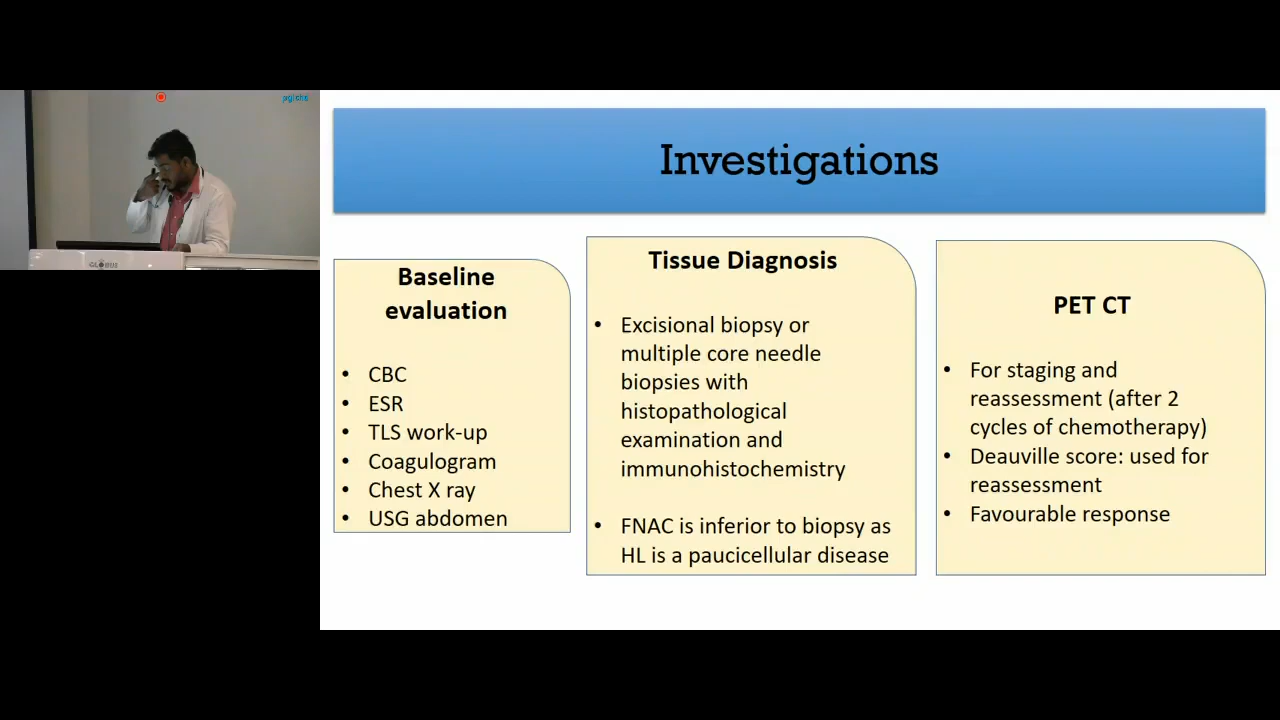 pgi.chd
Investigations
Baseline
evaluation
• CBC
• ESR
• TLS work-up
• Coagulogram
• Chest X ray
• USG abdomen
Tissue Diagnosis
• Excisional biopsy or
multiple core needle
biopsies with
histopathological
examination and
immunohistochemistry
• FNAC is inferior to biopsy as
HL is a paucicellular disease
PET CT
• For staging and
reassessment (after 2
cycles of chemotherapy)
• Deauville score: used for
reassessment
• Favourable response